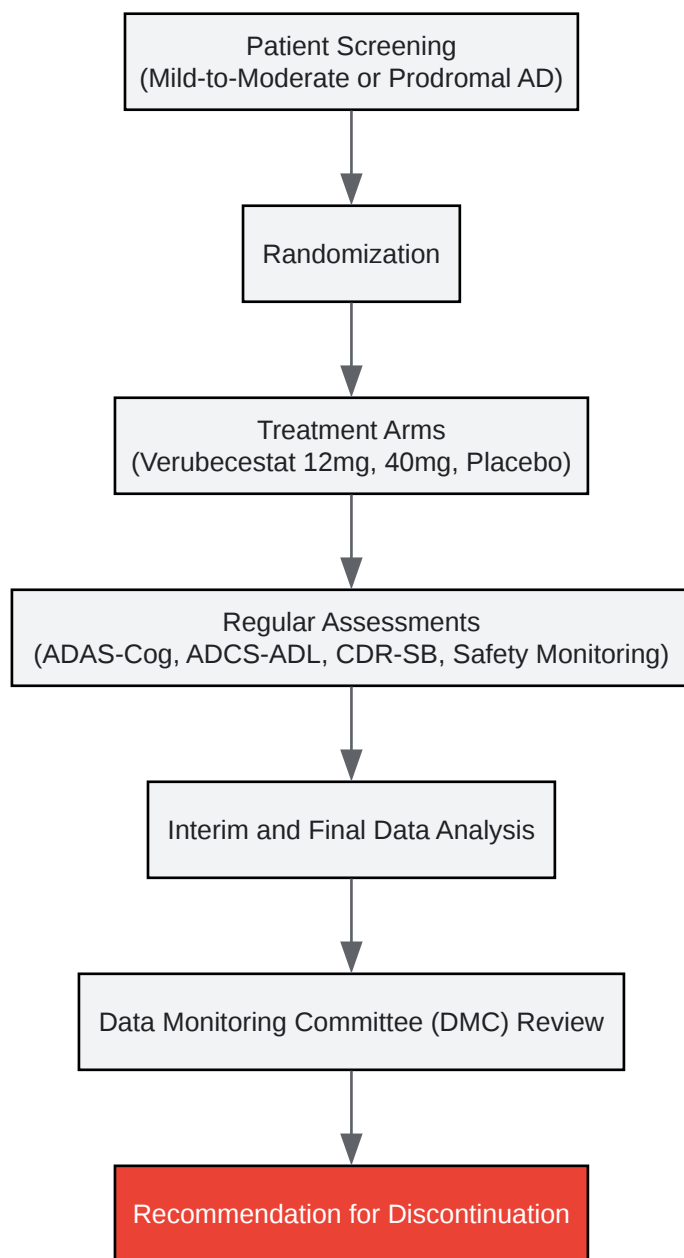 Patient Screening
(Mild-to-Moderate or Prodromal AD)
Randomization
Treatment Arms
(Verubecestat 12mg, 40mg, Placebo)
Regular Assessments
(ADAS-Cog, ADCS-ADL, CDR-SB, Safety Monitoring)
Interim and Final Data Analysis
Data Monitoring Committee (DMC) Review
Recommendation for Discontinuation